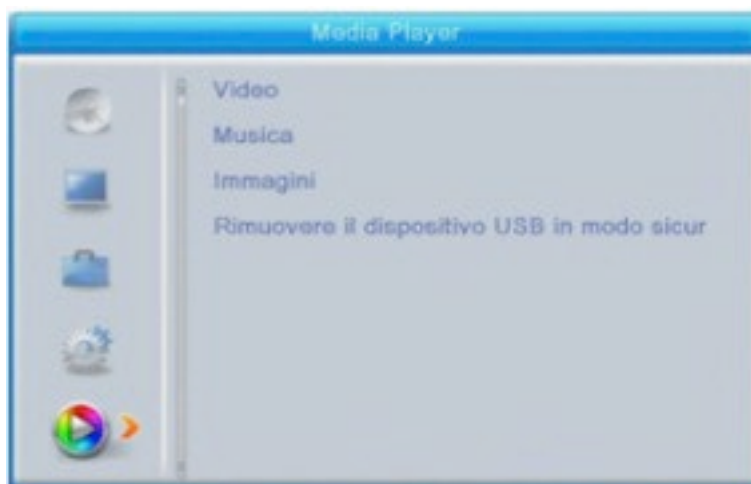 Media Player
Video
Musica
Immagini
Rimuovere il dispositivo USB in modo sicur